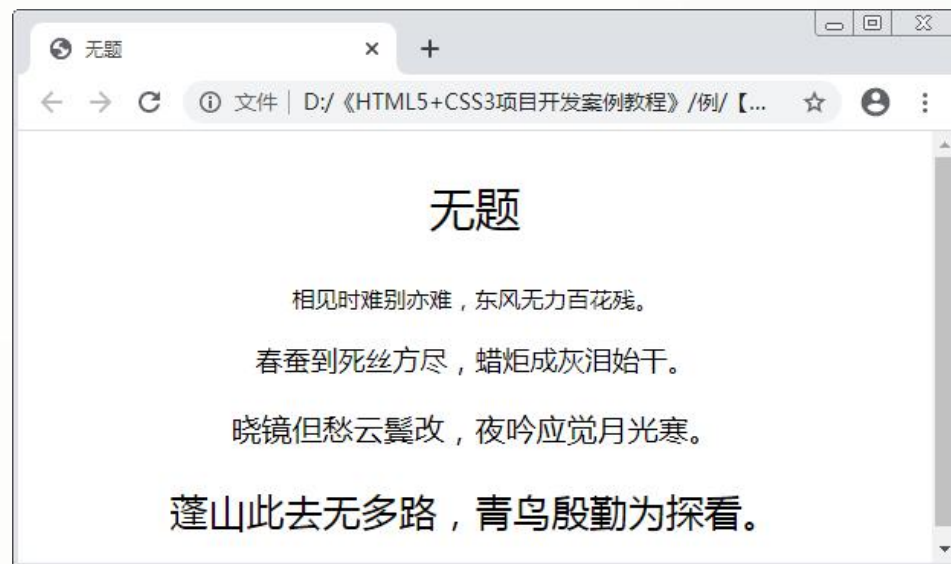 无题
文件 D:/《HTML5+CSS3项目开发案例教程》/例/【...
无题
相见时难别亦难，东风无力百花残。
春蚕到死丝方尽，蜡炬成灰泪始干。
晓镜但愁云鬓改，夜吟应觉月光寒。
蓬山此去无多路，青鸟殷勤为探看。